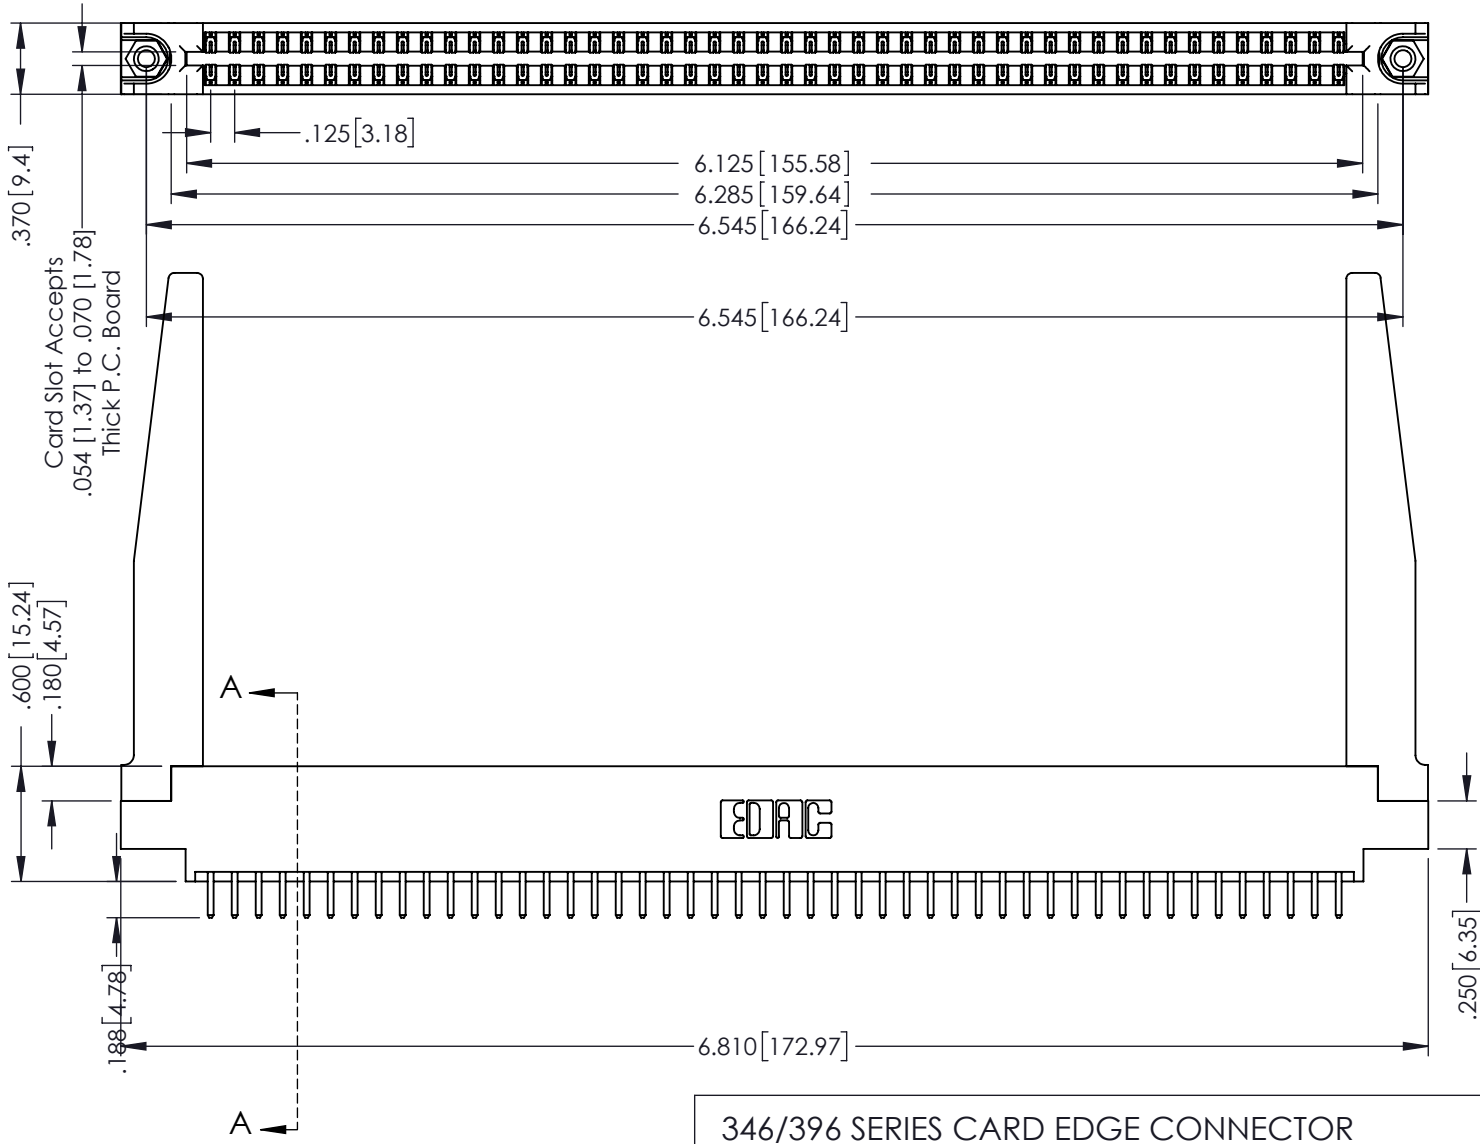 .370 [9.4]
Card Slot Accepts
.054 [1.37] to .070 [1.78]
Thick P.C. Board
.125[3.18]
6.125[155.58]
6.285[159.64]
6.545[166.24]
6.545[166.24]
.600 [15.24]
.180[4.57]
A
EDAC
.188[4.78]
.250[6.35]
6.810[172.97]
A
346/396 SERIES CARD EDGE CONNECTOR